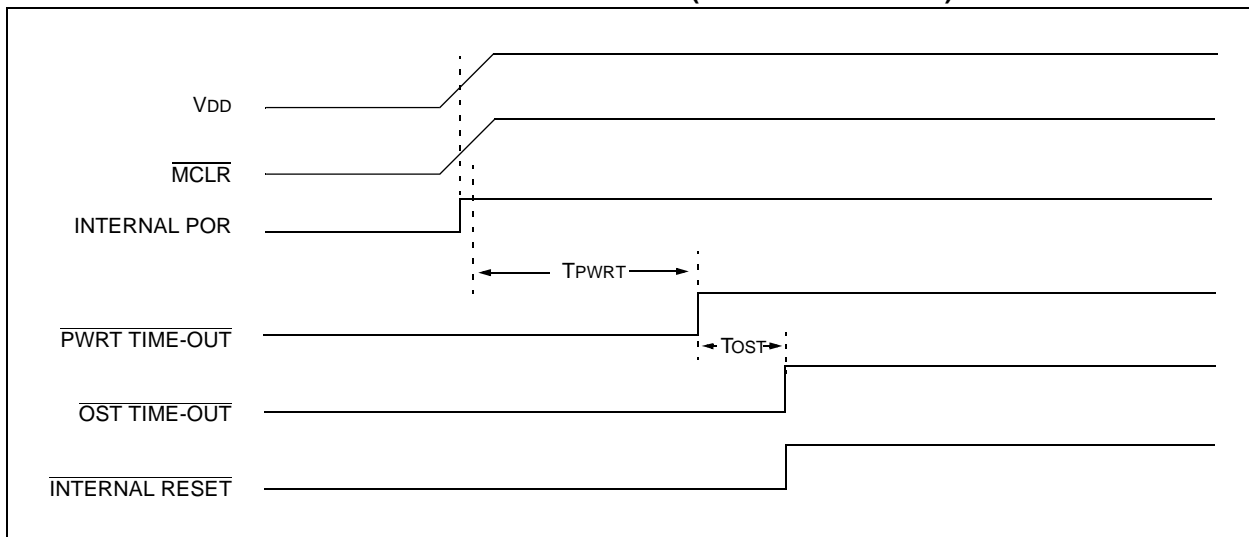 VDD
MCLR
INTERNAL POR
TPWRT
PWRT TIME-OUT
TOST
OST TIME-OUT
INTERNAL RESET